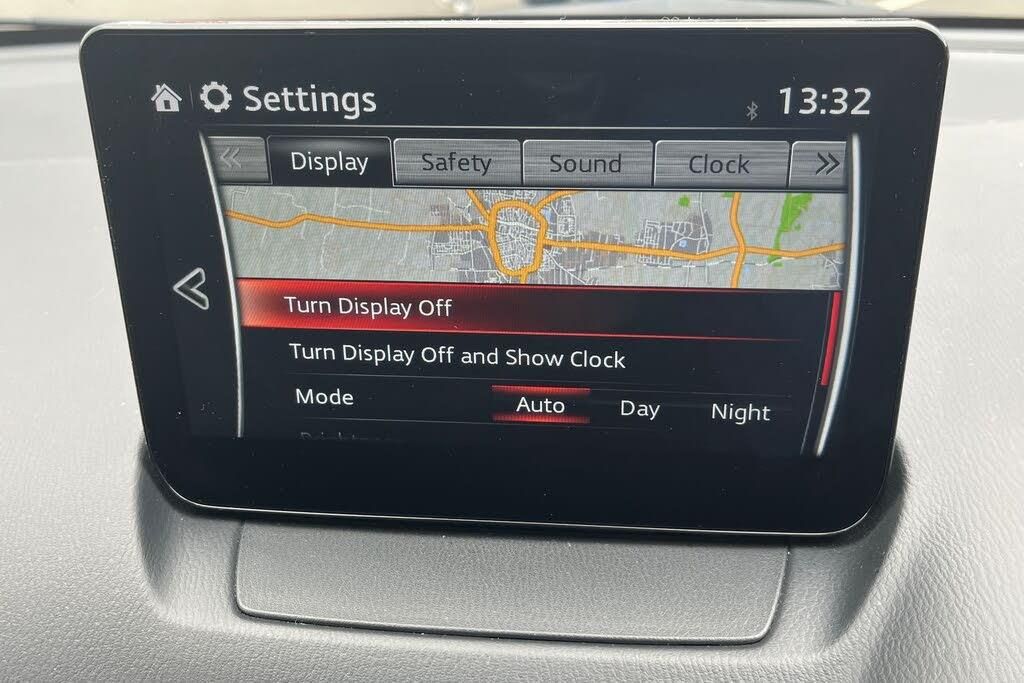 Settings
13:32
Display Safety Sound Clock
Turn Display Off
Turn Display Off and Show Clock
Mode Auto Day Night